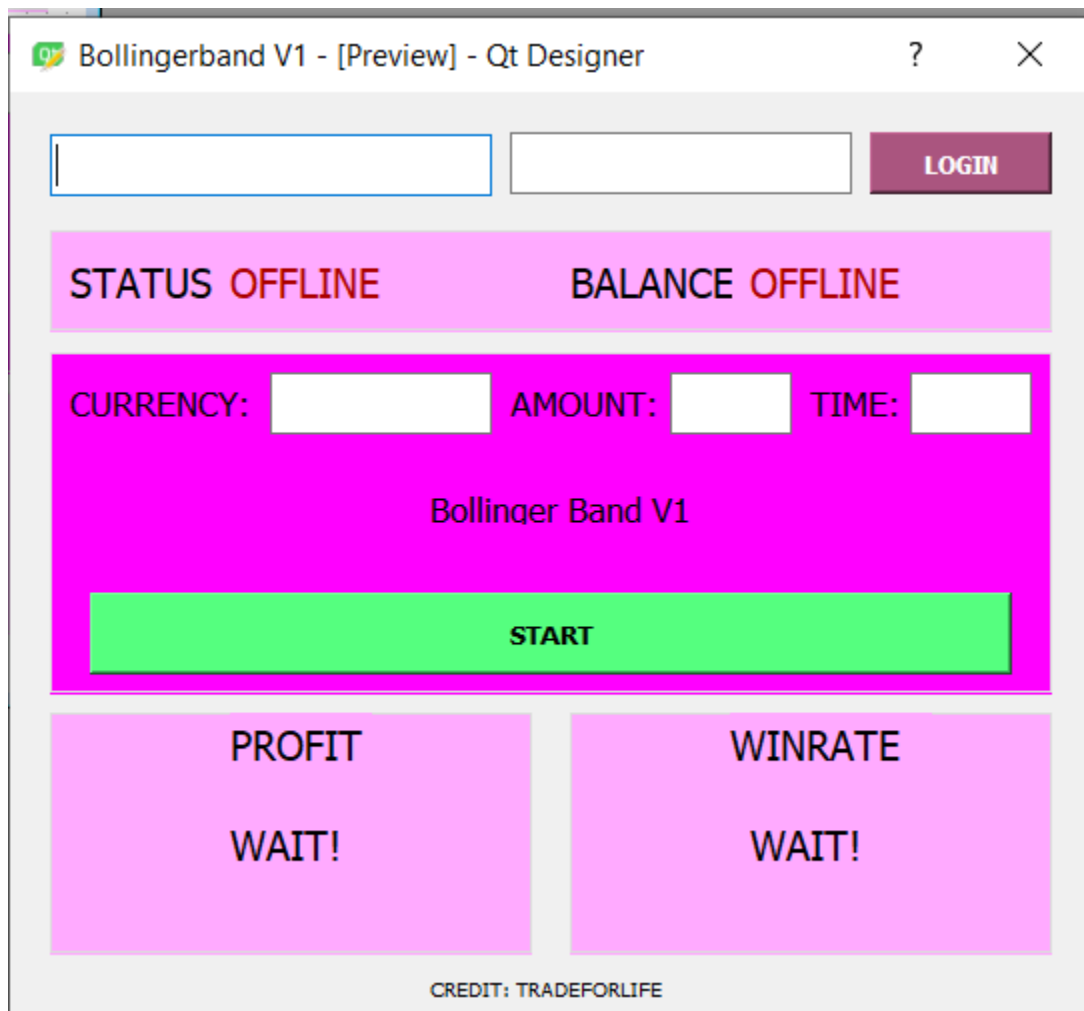 Bollingerband V1 - [Preview] - Qt Designer ?
LOGIN
STATUS OFFLINE BALANCE OFFLINE
CURRENCY: AMOUNT: TIME:
Bollinger Band V1
START
PROFIT WINRATE
WAIT! WAIT!
CREDIT: TRADEFORLIFE